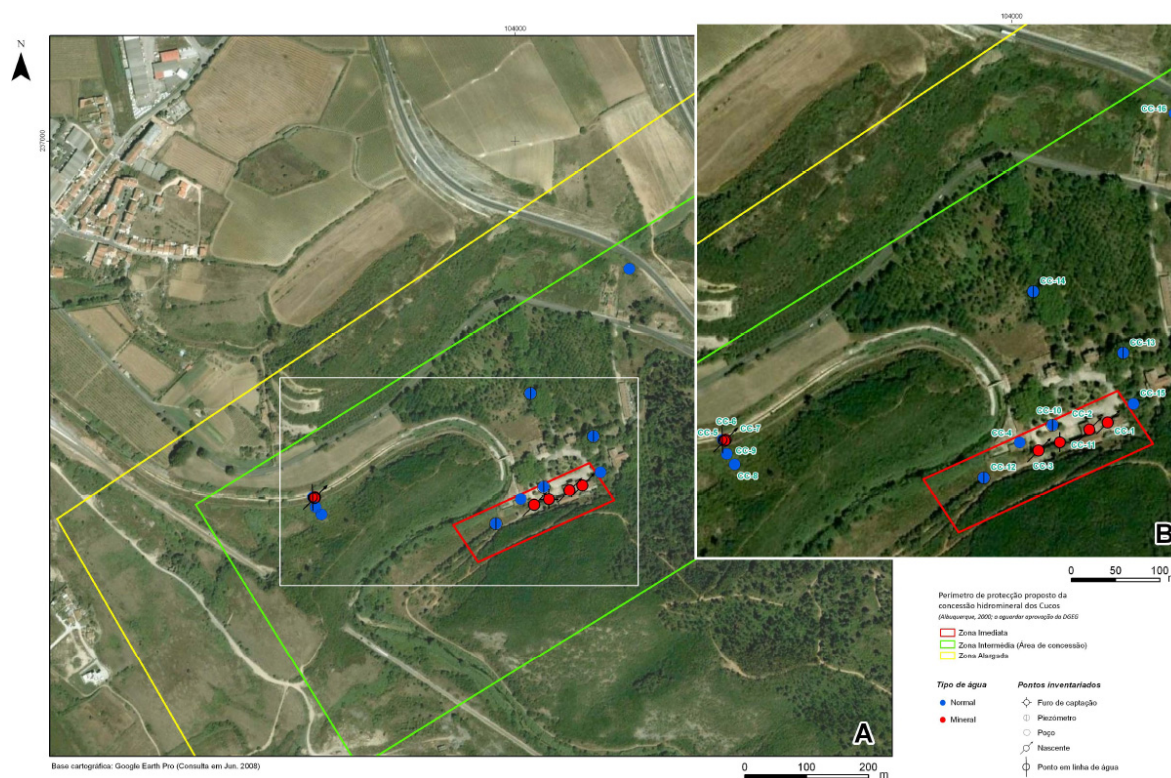 N
104000
237000
104000
CC-16
CC-14
CC-13
CC-15
CC-10
CC-2
CC-6
CC-5
CC-7
CC-4
CC-1
CC-9
CC-11
CC-8
CC-3
CC-12
A
B
0 50 100
m
0 100 200
m
Base cartográfica: Google Earth Pro (Consulta em Jun. 2008)
Perímetro de protecção proposto da
concessão hidromineral dos Cucos
(Albuquerque, 2000; a aguardar aprovação da DGEG
Zona Imediata
Zona Intermédia (Área de concessão)
Zona Alargada
Tipo de água
Normal
Mineral
Pontos inventariados
Furo de captação
Piezómetro
Poço
Nascente
Ponto em linha de água